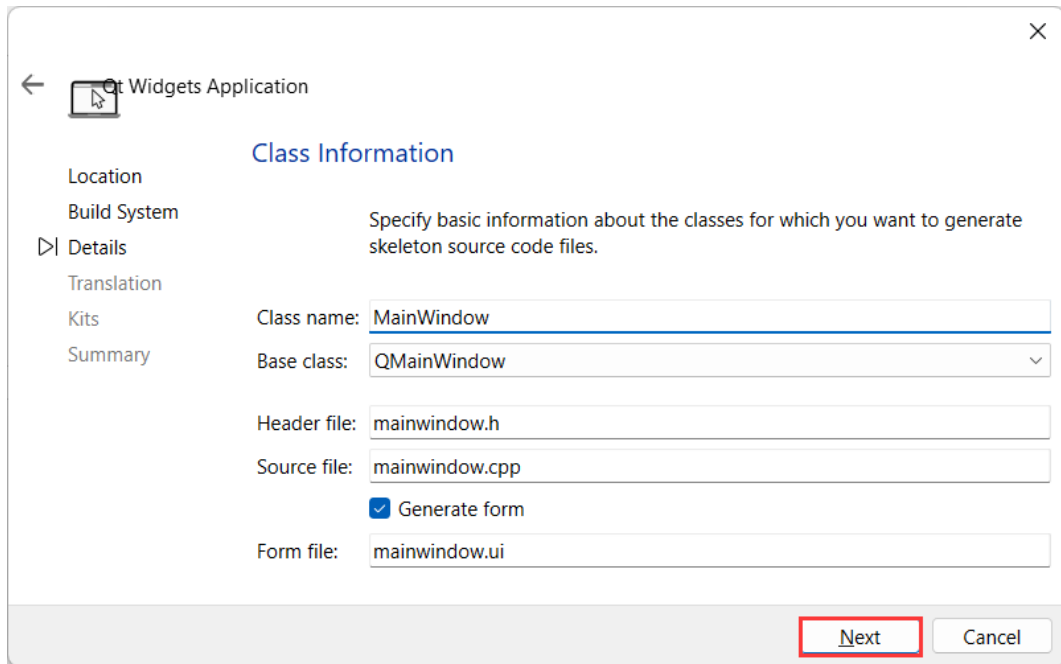 Qt Widgets Application
Class Information
Location
Build System
Details
Translation
Kits
Summary
Specify basic information about the classes for which you want to generate
skeleton source code files.
Class name: MainWindow
Base class: QMainWindow
Header file: mainwindow.h
Source file: mainwindow.cpp
Generate form
Form file: mainwindow.ui
Next
Cancel